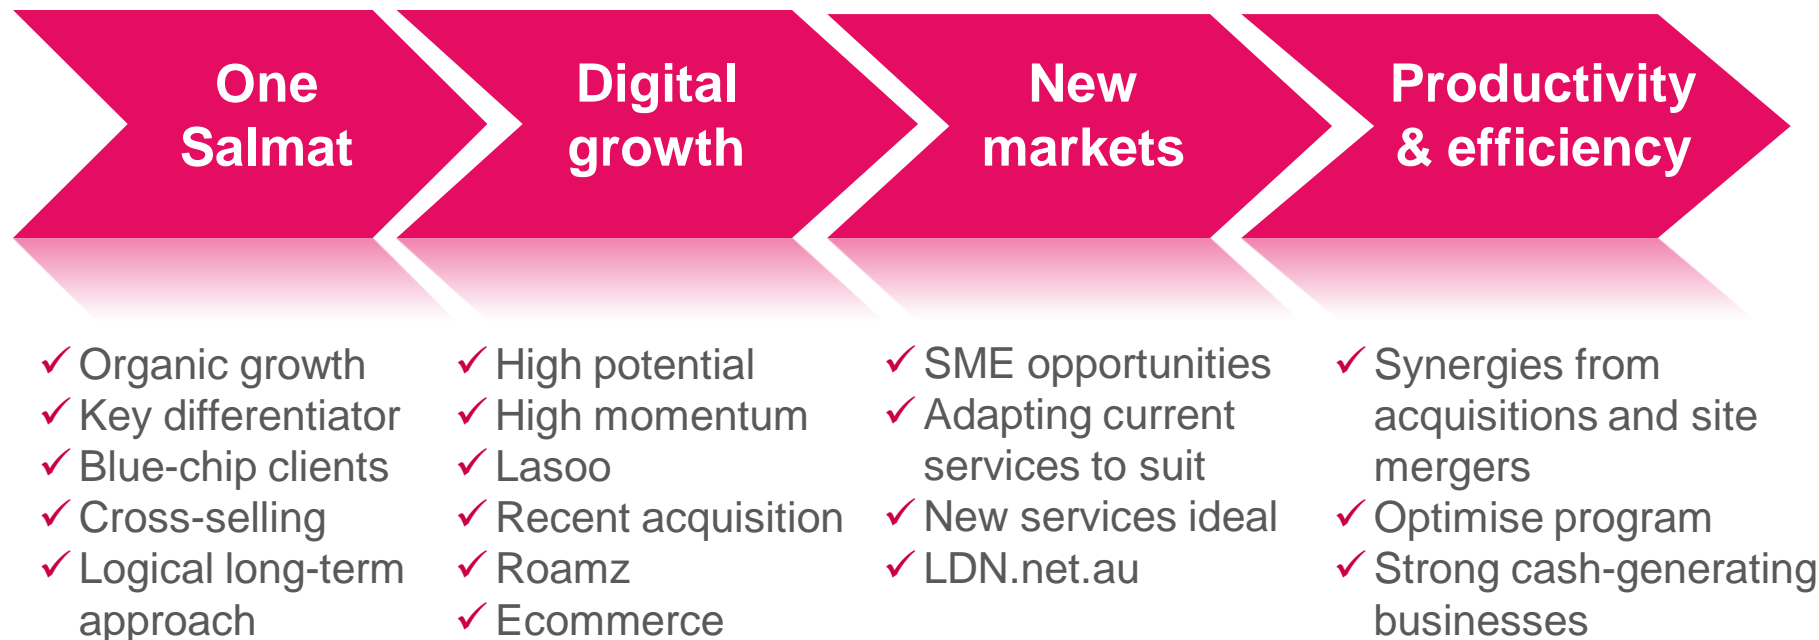 One
Salmat
Digital
growth
New
markets
Productivity
& efficiency
✓ Organic growth
✓ Key differentiator
✓ Blue-chip clients
✓ Cross-selling
✓ Logical long-term
approach
✓ High potential
✓ High momentum
✓ Lasoo
✓ Recent acquisition
✓ Roamz
✓ Ecommerce
✓ SME opportunities
✓ Adapting current
services to suit
✓ New services ideal
✓ LDN.net.au
✓ Synergies from
acquisitions and site
mergers
✓ Optimise program
✓ Strong cash-generating
businesses